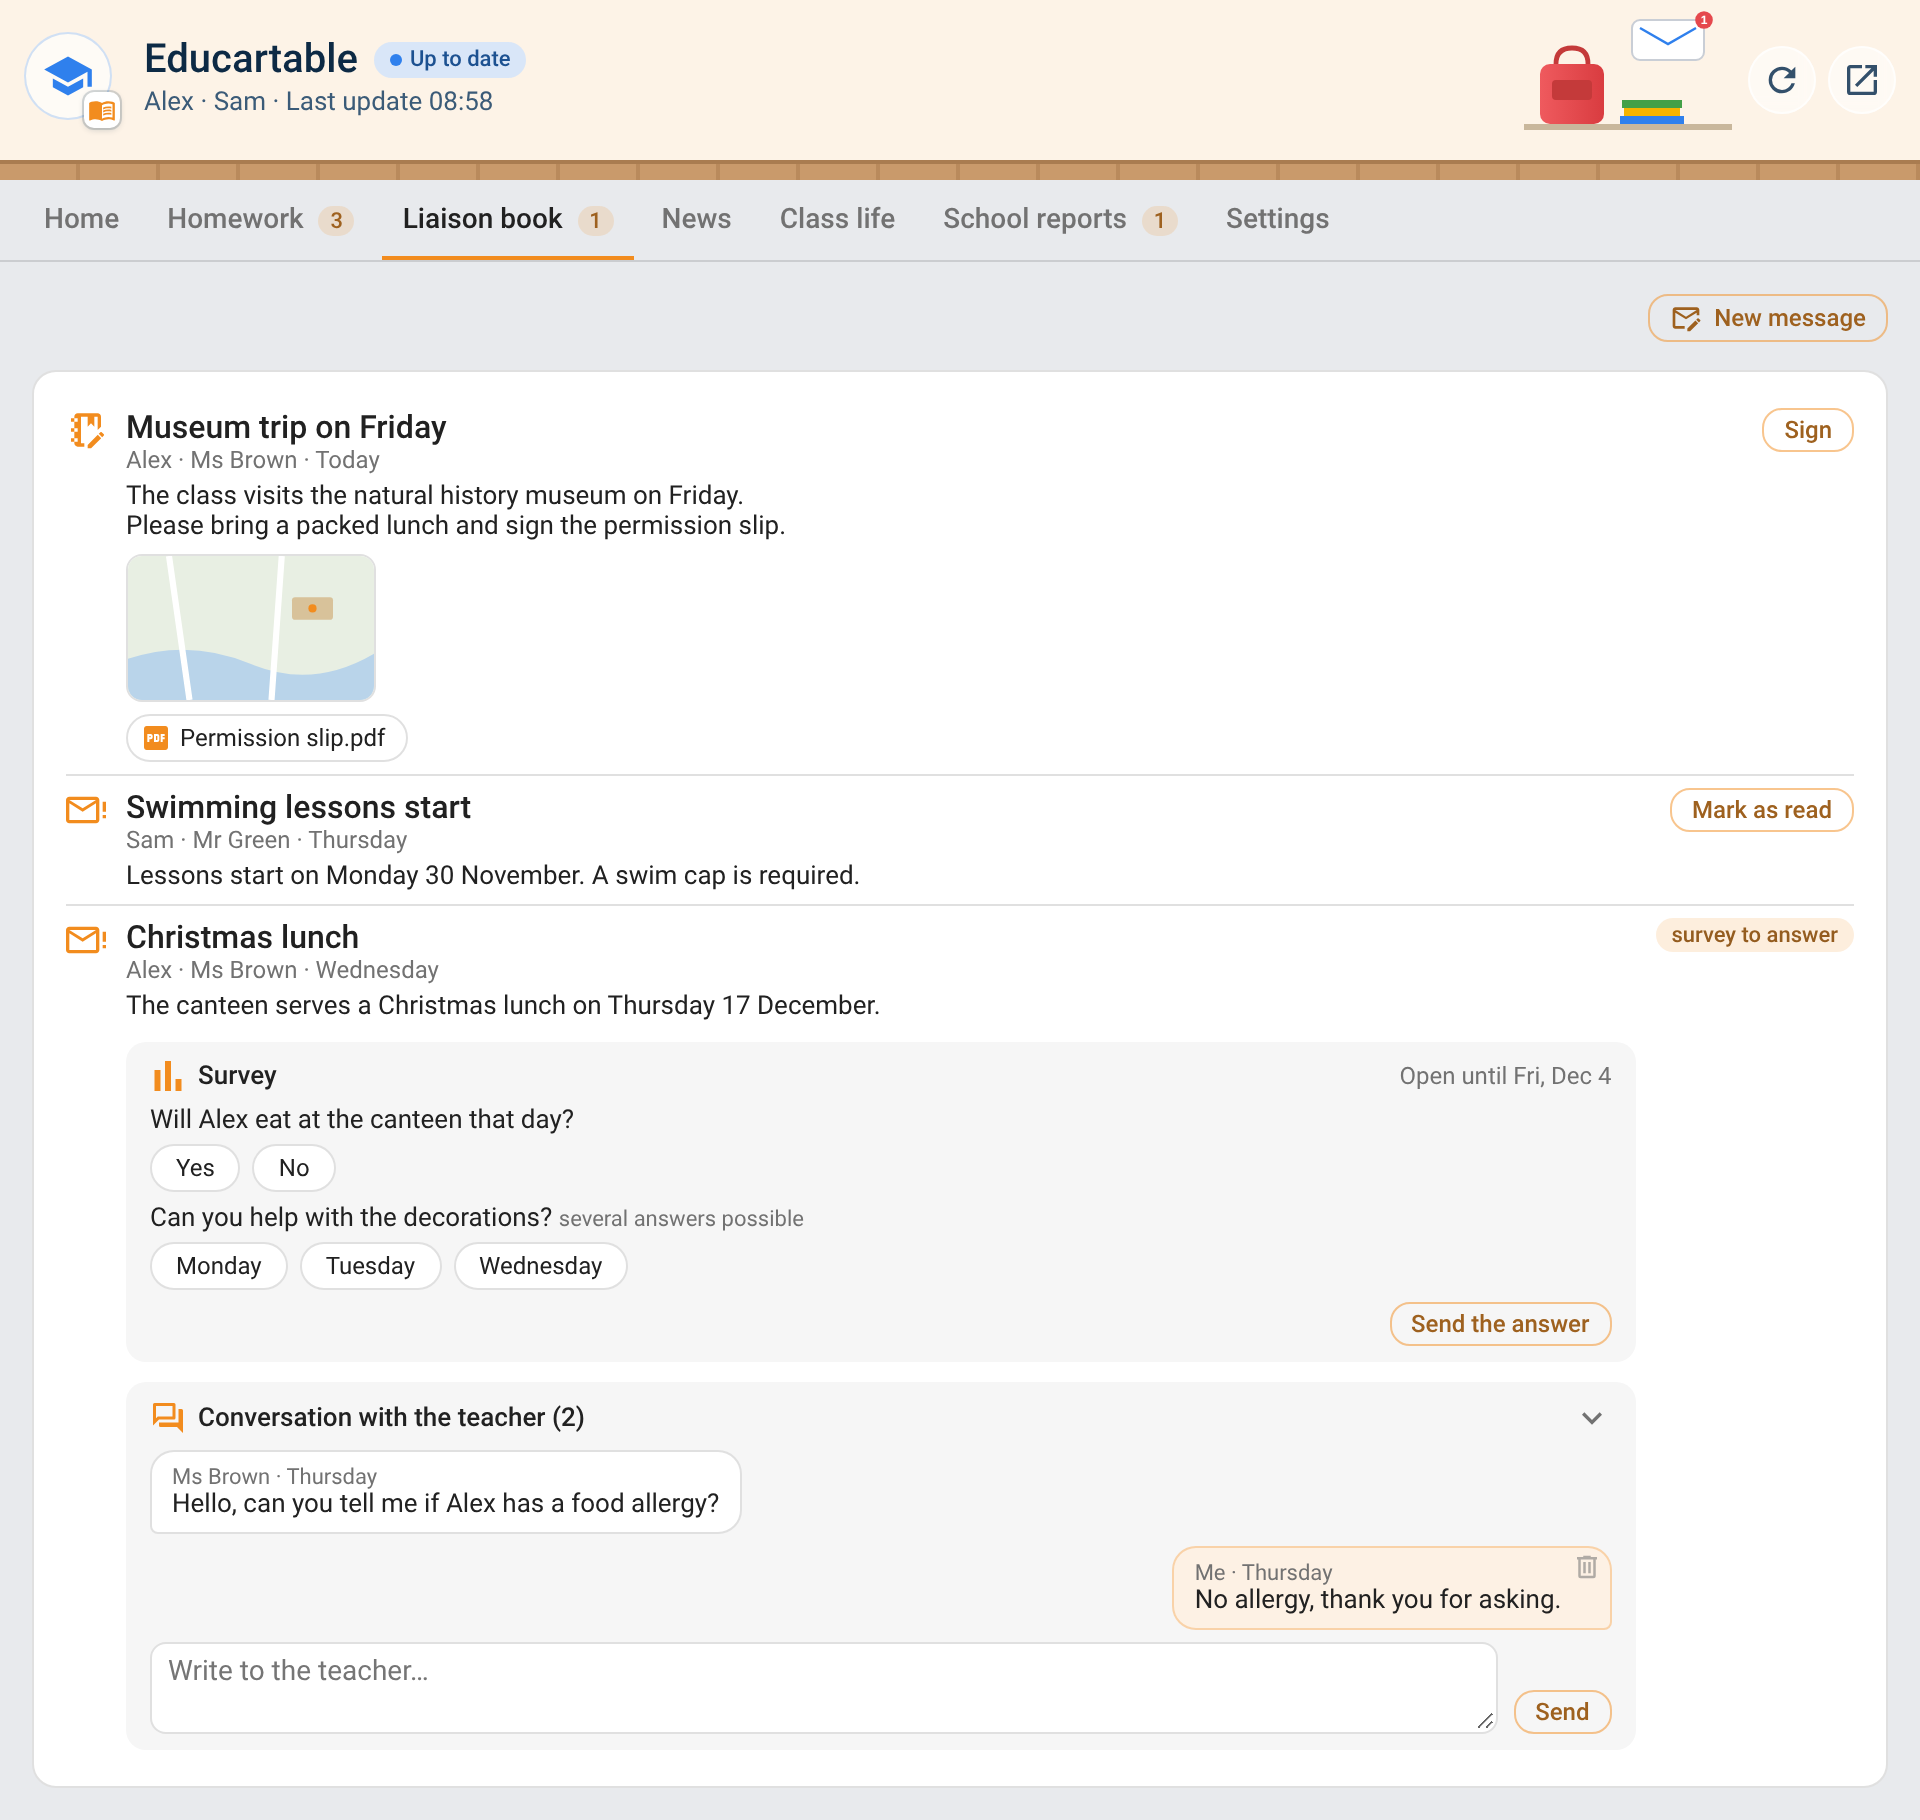 Educartable
Up to date
Alex · Sam · Last update 08:58
1
Home
Homework 3
Liaison book 1
News
Class life
School reports 1
Settings
New message
Museum trip on Friday
Sign
Alex · Ms Brown · Today
The class visits the natural history museum on Friday.
Please bring a packed lunch and sign the permission slip.
PDF Permission slip.pdf
Swimming lessons start
Mark as read
Sam · Mr Green · Thursday
Lessons start on Monday 30 November. A swim cap is required.
Christmas lunch
survey to answer
Alex · Ms Brown · Wednesday
The canteen serves a Christmas lunch on Thursday 17 December.
Survey
Open until Fri, Dec 4
Will Alex eat at the canteen that day?
Yes
No
Can you help with the decorations? several answers possible
Monday
Tuesday
Wednesday
Send the answer
Conversation with the teacher (2)
Ms Brown · Thursday
Hello, can you tell me if Alex has a food allergy?
Me · Thursday
No allergy, thank you for asking.
Write to the teacher…
Send